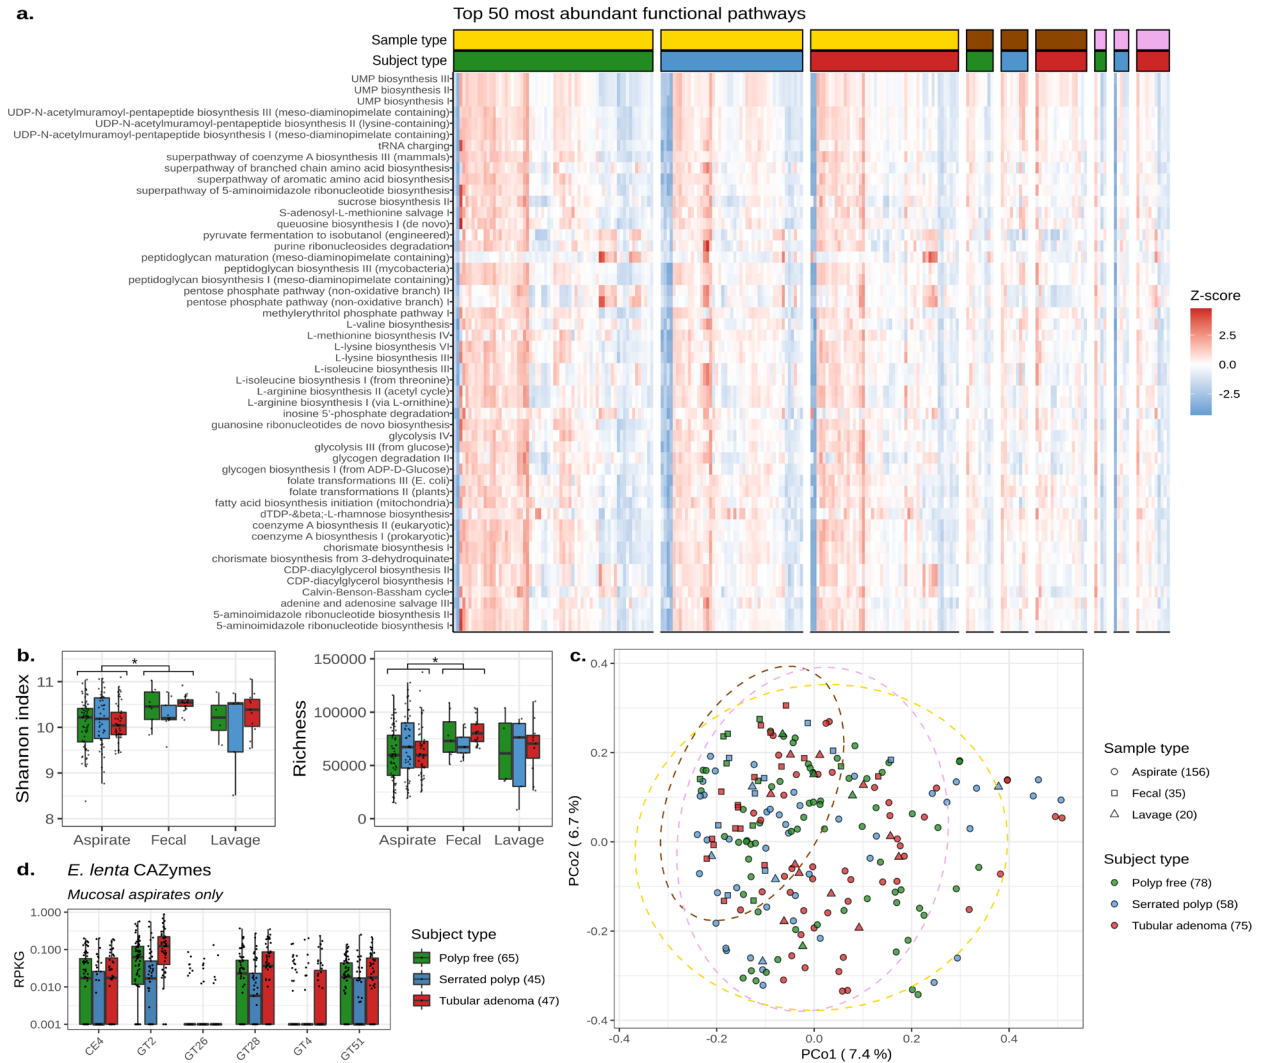 a.
Top 50 most abundant functional pathways
Sample type
Subject type
UMP biosynthesis III
UMP biosynthesis II
UMP biosynthesis I
UDP-N-acetylmuramoyl-pentapeptide biosynthesis III (meso-diaminopimelate containing)
UDP-N-acetylmuramoyl-pentapeptide biosynthesis II (lysine-containing)
UDP-N-acetylmuramoyl-pentapeptide biosynthesis I (meso-diaminopimelate containing)
tRNA charging
superpathway of coenzyme A biosynthesis III (mammals)
superpathway of branched chain amino acid biosynthesis
superpathway of aromatic amino acid biosynthesis
superpathway of 5-aminoimidazole ribonucleotide biosynthesis
sucrose biosynthesis II
S-adenosyl-L-methionine salvage I
queuosine biosynthesis I (de novo)
pyruvate fermentation to isobutanol (engineered)
purine ribonucleosides degradation
peptidoglycan maturation (meso-diaminopimelate containing)
peptidoglycan biosynthesis III (mycobacteria)
peptidoglycan biosynthesis I (meso-diaminopimelate containing)
pentose phosphate pathway (non-oxidative branch) II
pentose phosphate pathway (non-oxidative branch) I
methylerythritol phosphate pathway I
L-valine biosynthesis
L-methionine biosynthesis IV
L-lysine biosynthesis VI
L-lysine biosynthesis III
L-isoleucine biosynthesis III
L-isoleucine biosynthesis I (from threonine)
L-arginine biosynthesis II (acetyl cycle)
L-arginine biosynthesis I (via L-ornithine)
inosine 5'-phosphate degradation
guanosine ribonucleotides de novo biosynthesis
glycolysis IV
glycolysis III (from glucose)
glycogen degradation II
glycogen biosynthesis I (from ADP-D-Glucose)
folate transformations III (E. coli)
folate transformations II (plants)
fatty acid biosynthesis initiation (mitochondria)
dTDP-&beta;-L-rhamnose biosynthesis
coenzyme A biosynthesis II (eukaryotic)
coenzyme A biosynthesis I (prokaryotic)
chorismate biosynthesis I
chorismate biosynthesis from 3-dehydroquinate
CDP-diacylglycerol biosynthesis II
CDP-diacylglycerol biosynthesis I
Calvin-Benson-Bassham cycle
adenine and adenosine salvage III
5-aminoimidazole ribonucleotide biosynthesis II
5-aminoimidazole ribonucleotide biosynthesis I
Z-score
2.5
0.0
-2.5
b.
Shannon index
11
10
9
8
*
Aspirate
Fecal
Lavage
Richness
150000
100000
50000
0
*
Aspirate
Fecal
Lavage
c.
PCo2 ( 6.7 %)
0.4
0.2
0.0
-0.2
-0.4
-0.4
-0.2
0.0
0.2
0.4
PCo1 ( 7.4 %)
Sample type
Aspirate (156)
Fecal (35)
Lavage (20)
Subject type
Polyp free (78)
Serrated polyp (58)
Tubular adenoma (75)
d.
E. lenta CAZymes
Mucosal aspirates only
RPKG
1.000
0.100
0.010
0.001
CE4
GT2
GT26
GT28
GT4
GT51
Subject type
Polyp free (65)
Serrated polyp (45)
Tubular adenoma (47)